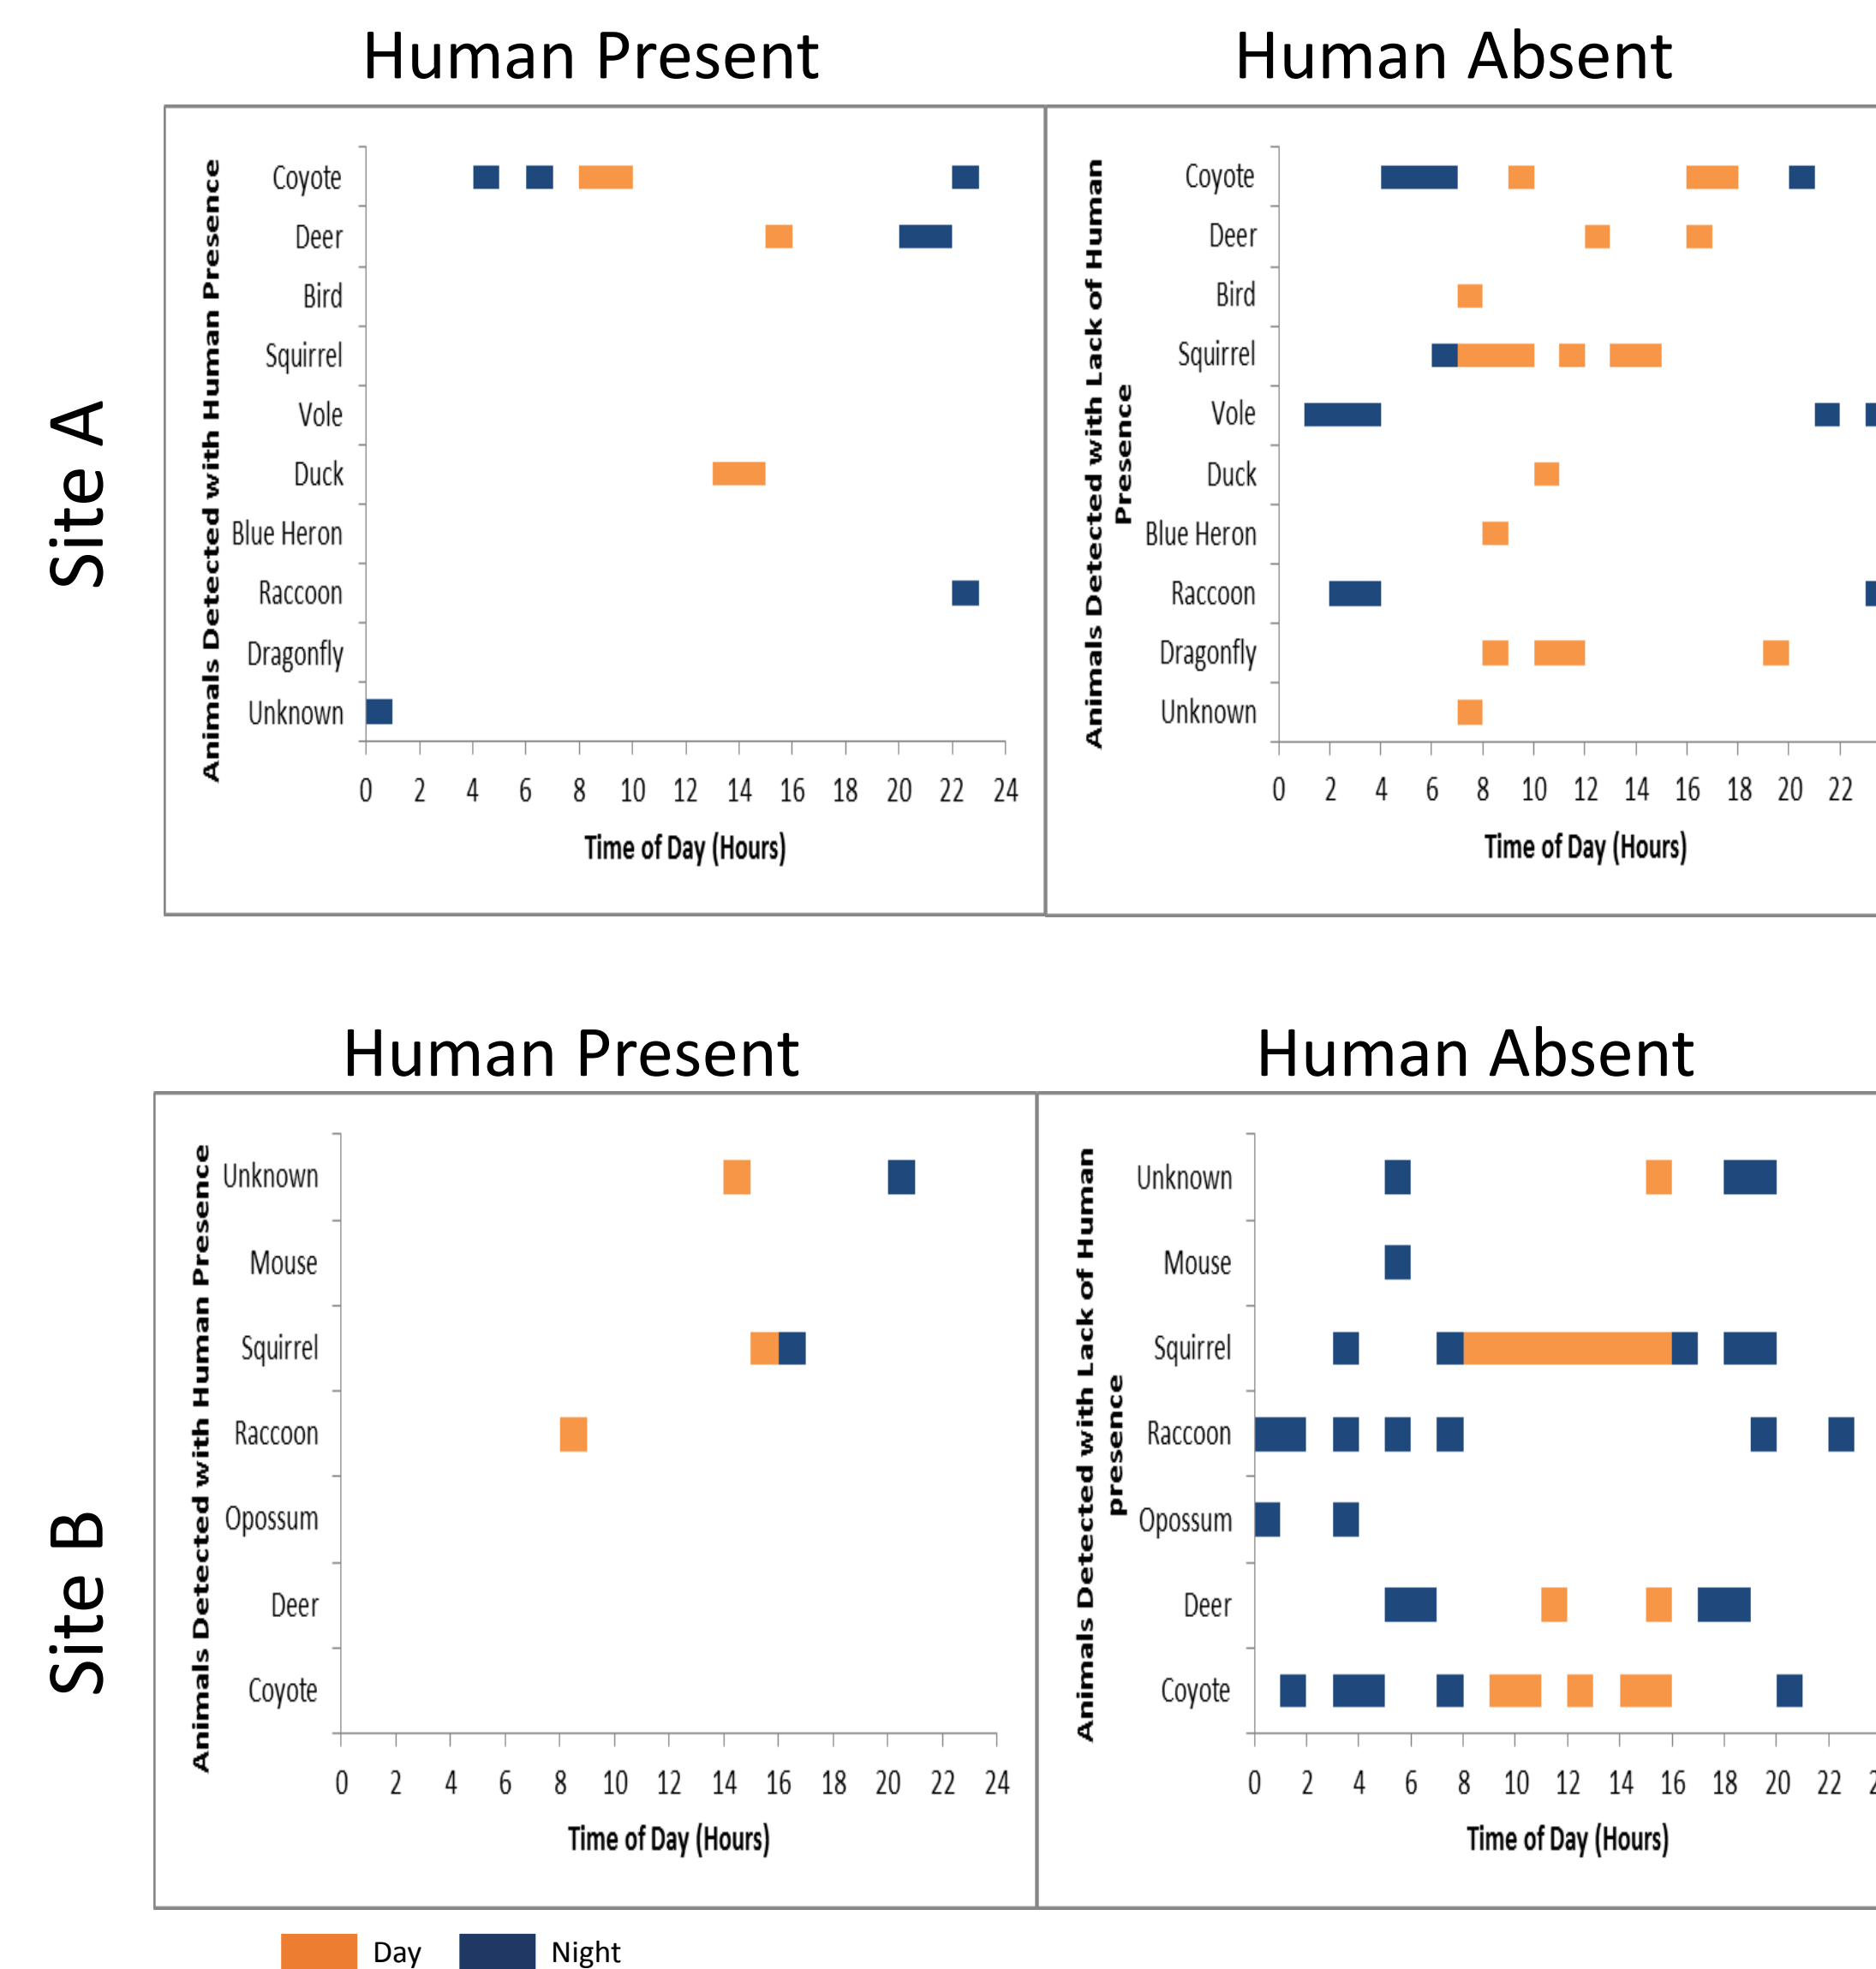 Human Present
Human Absent
Site A
Animals Detected with Human Presence
Coyote
Deer
Bird
Squirrel
Vole
Duck
Blue Heron
Raccoon
Dragonfly
Unknown
0 2 4 6 8 10 12 14 16 18 20 22 24
Time of Day (Hours)
Animals Detected with Lack of Human
Presence
Coyote
Deer
Bird
Squirrel
Vole
Duck
Blue Heron
Raccoon
Dragonfly
Unknown
0 2 4 6 8 10 12 14 16 18 20 22
Time of Day (Hours)
Human Present
Human Absent
Site B
Animals Detected with Human Presence
Unknown
Mouse
Squirrel
Raccoon
Opossum
Deer
Coyote
0 2 4 6 8 10 12 14 16 18 20 22 24
Time of Day (Hours)
Animals Detected with Lack of Human
presence
Unknown
Mouse
Squirrel
Raccoon
Opossum
Deer
Coyote
0 2 4 6 8 10 12 14 16 18 20 22
Time of Day (Hours)
Day Night